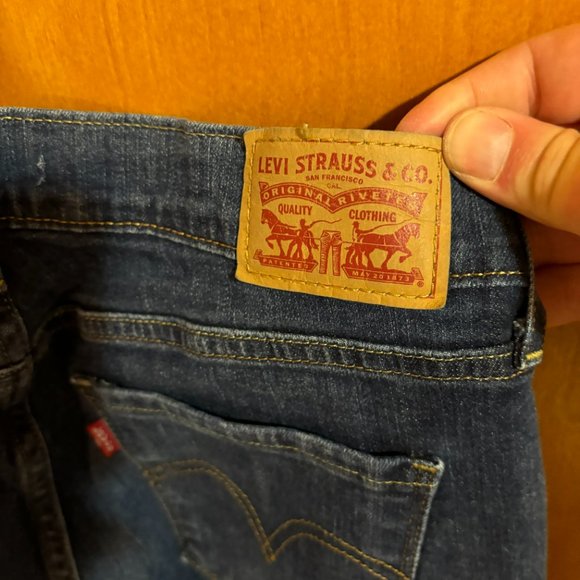 LEVI STRAUSS & CO.
SAN FRANCISCO
CAL.
ORIGINAL RIVETED
QUALITY CLOTHING
PATENTED MAY 20 1873
®